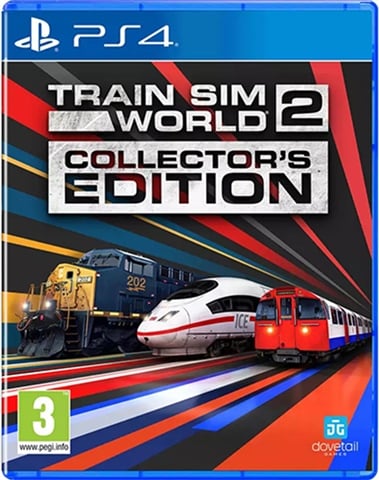 PS4
TRAIN SIM
WORLD 2
COLLECTOR'S
EDITION
202
ICE
3
www.pegi.info
dovetail
GAMES